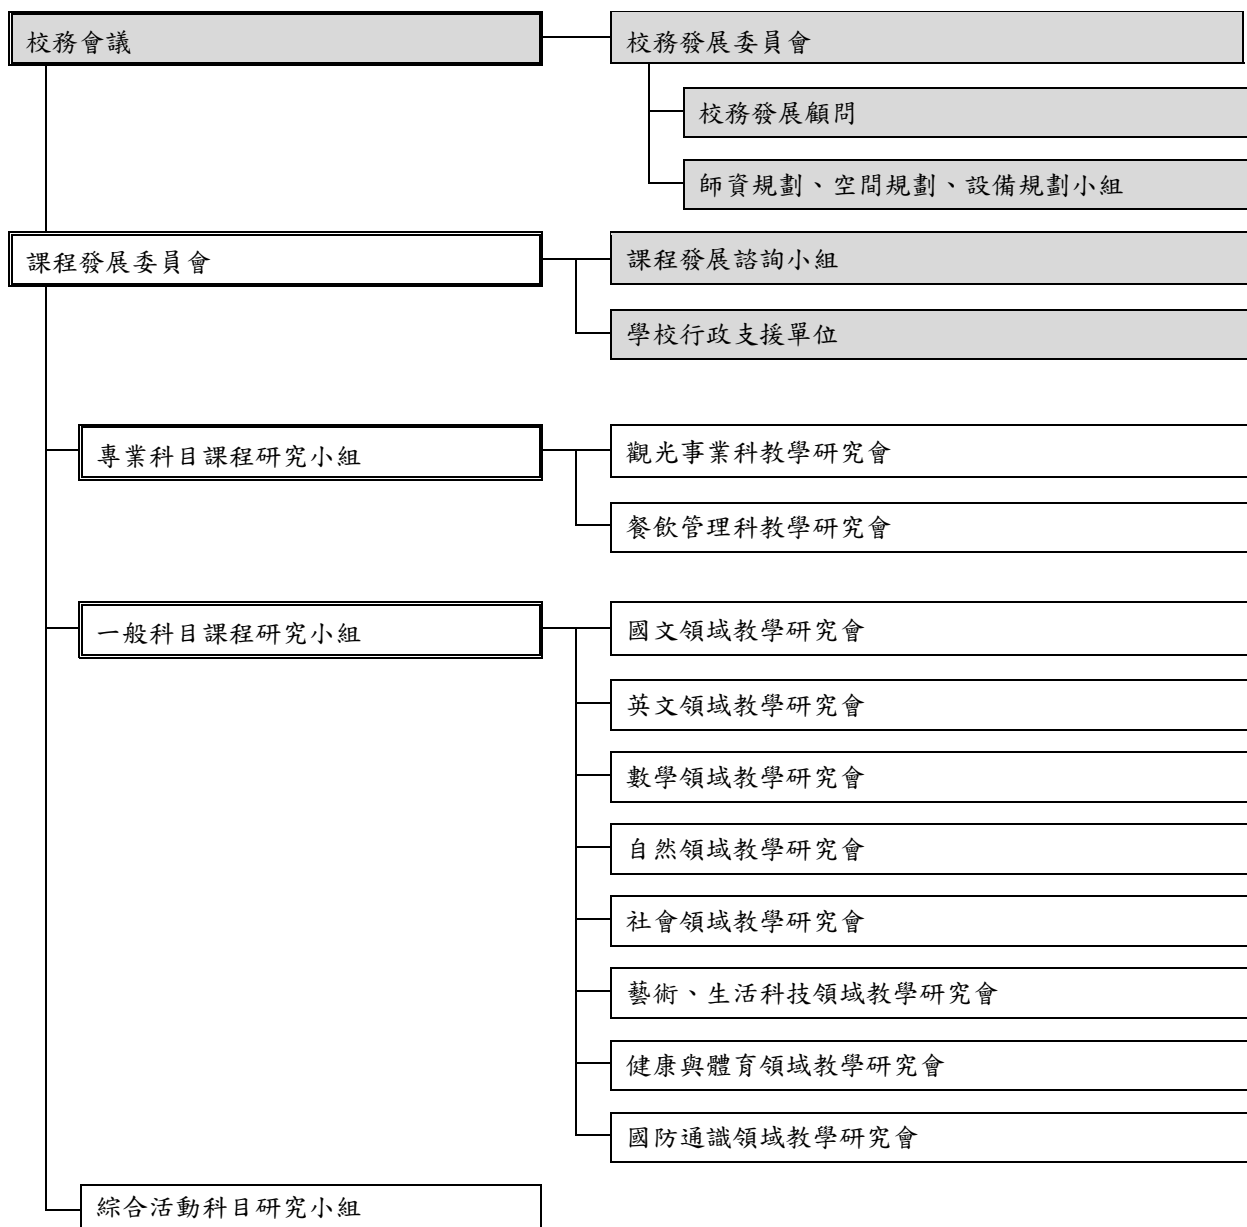 校務會議
校務發展委員會
校務發展顧問
師資規劃、空間規劃、設備規劃小組
課程發展委員會
課程發展諮詢小組
學校行政支援單位
專業科目課程研究小組
觀光事業科教學研究會
餐飲管理科教學研究會
一般科目課程研究小組
國文領域教學研究會
英文領域教學研究會
數學領域教學研究會
自然領域教學研究會
社會領域教學研究會
藝術、生活科技領域教學研究會
健康與體育領域教學研究會
國防通識領域教學研究會
綜合活動科目研究小組